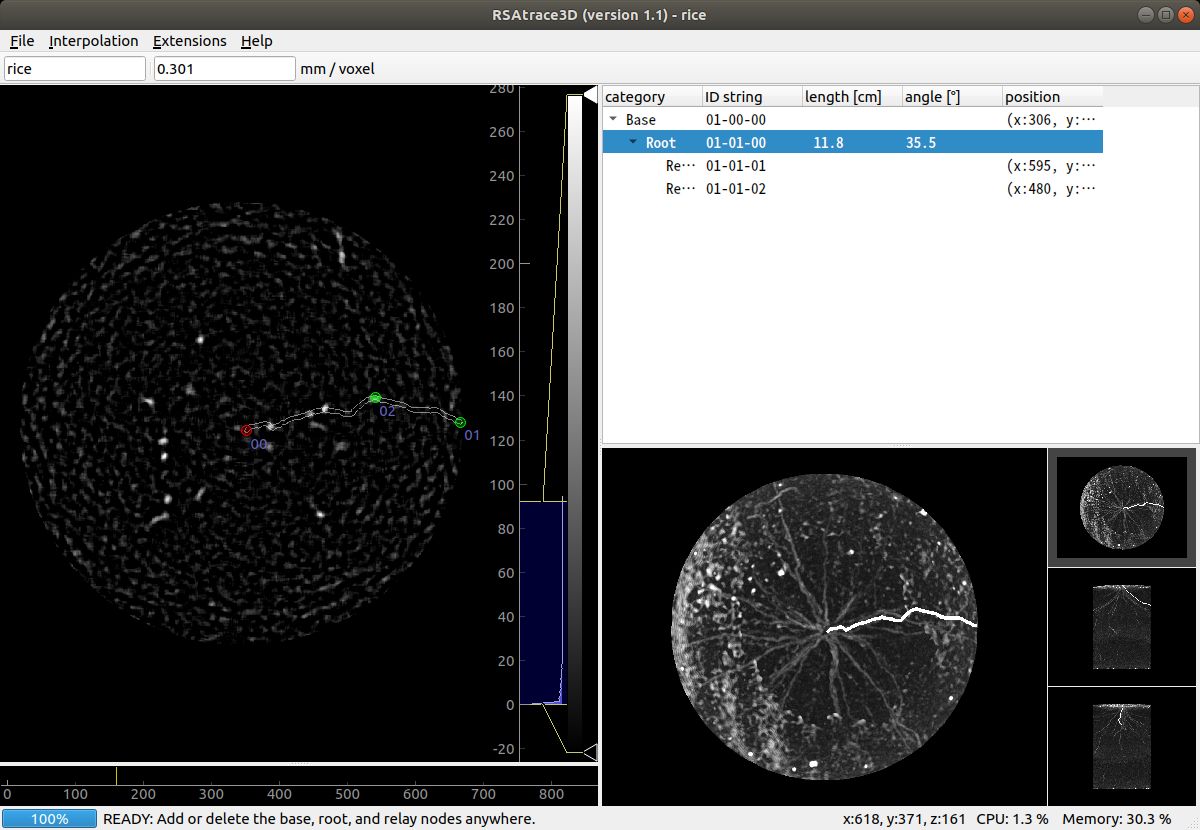 RSAtrace3D (version 1.1) - rice
File Interpolation Extensions Help
rice 0.301 mm / voxel
category ID string length [cm] angle [°] position
Base 01-00-00 (x:306, y:⋯
Root 01-01-00 11.8 35.5
Re⋯ 01-01-01 (x:595, y:⋯
Re⋯ 01-01-02 (x:480, y:⋯
280
260
240
220
200
180
160
140
120
100
80
60
40
20
0
-20
02
01
00
0 100 200 300 400 500 600 700 800
100% READY: Add or delete the base, root, and relay nodes anywhere. x:618, y:371, z:161 CPU: 1.3 % Memory: 30.3 %